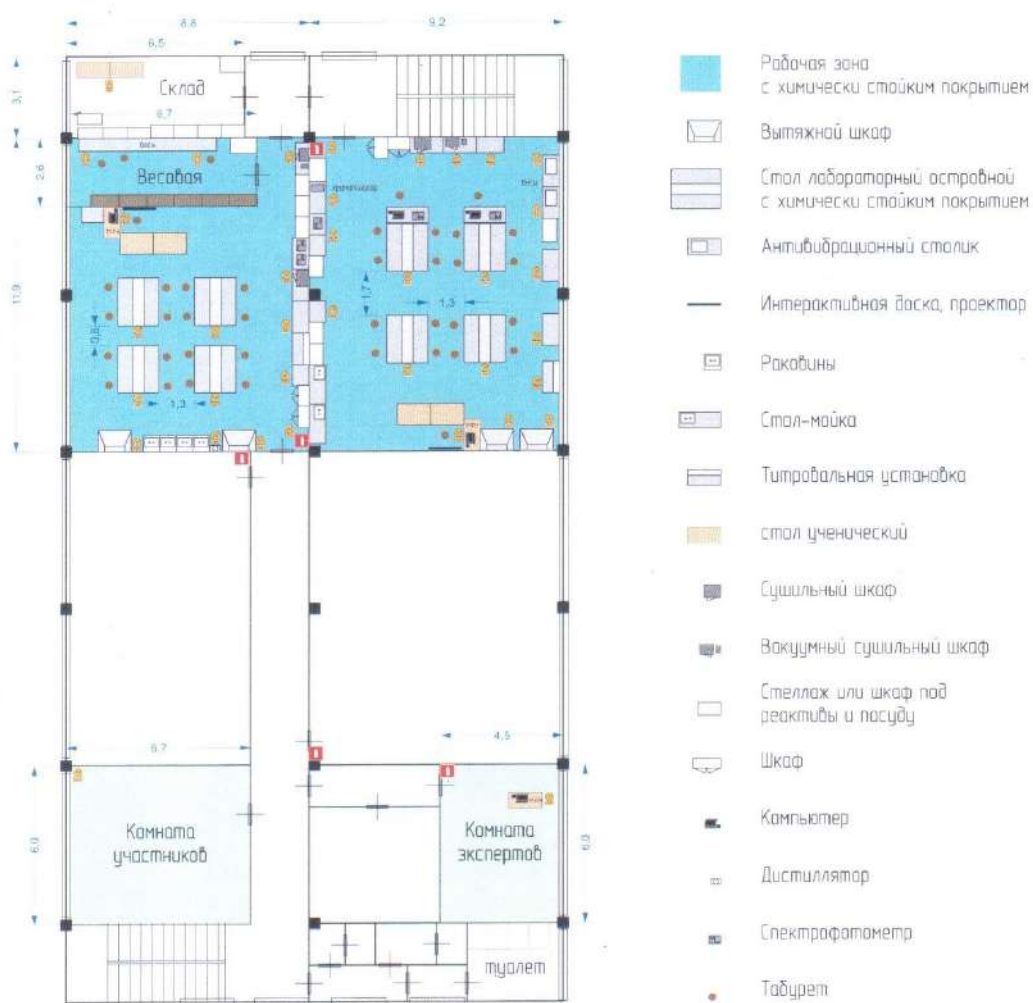 8.8
9.2
6,5
3,1
Склад
6,7
Весы
2,6
Весовая
11,9
1,7
1,3
0,8
1,3
6.7
4,5
6,0
6,0
Комната
участников
Комната
экспертов
туалет
Рабочая зона
с химически стойким покрытием
Вытяжной шкаф
Стол лабораторный островной
с химически стойким покрытием
Антивибрационный столик
Интерактивная доска, проектор
Раковины
Стол-мойка
Титровальная установка
стол ученический
Сушильный шкаф
Вакуумный сушильный шкаф
Стеллаж или шкаф под
реактивы и посуду
Шкаф
Компьютер
Дистиллятор
Спектрофотометр
Табурет